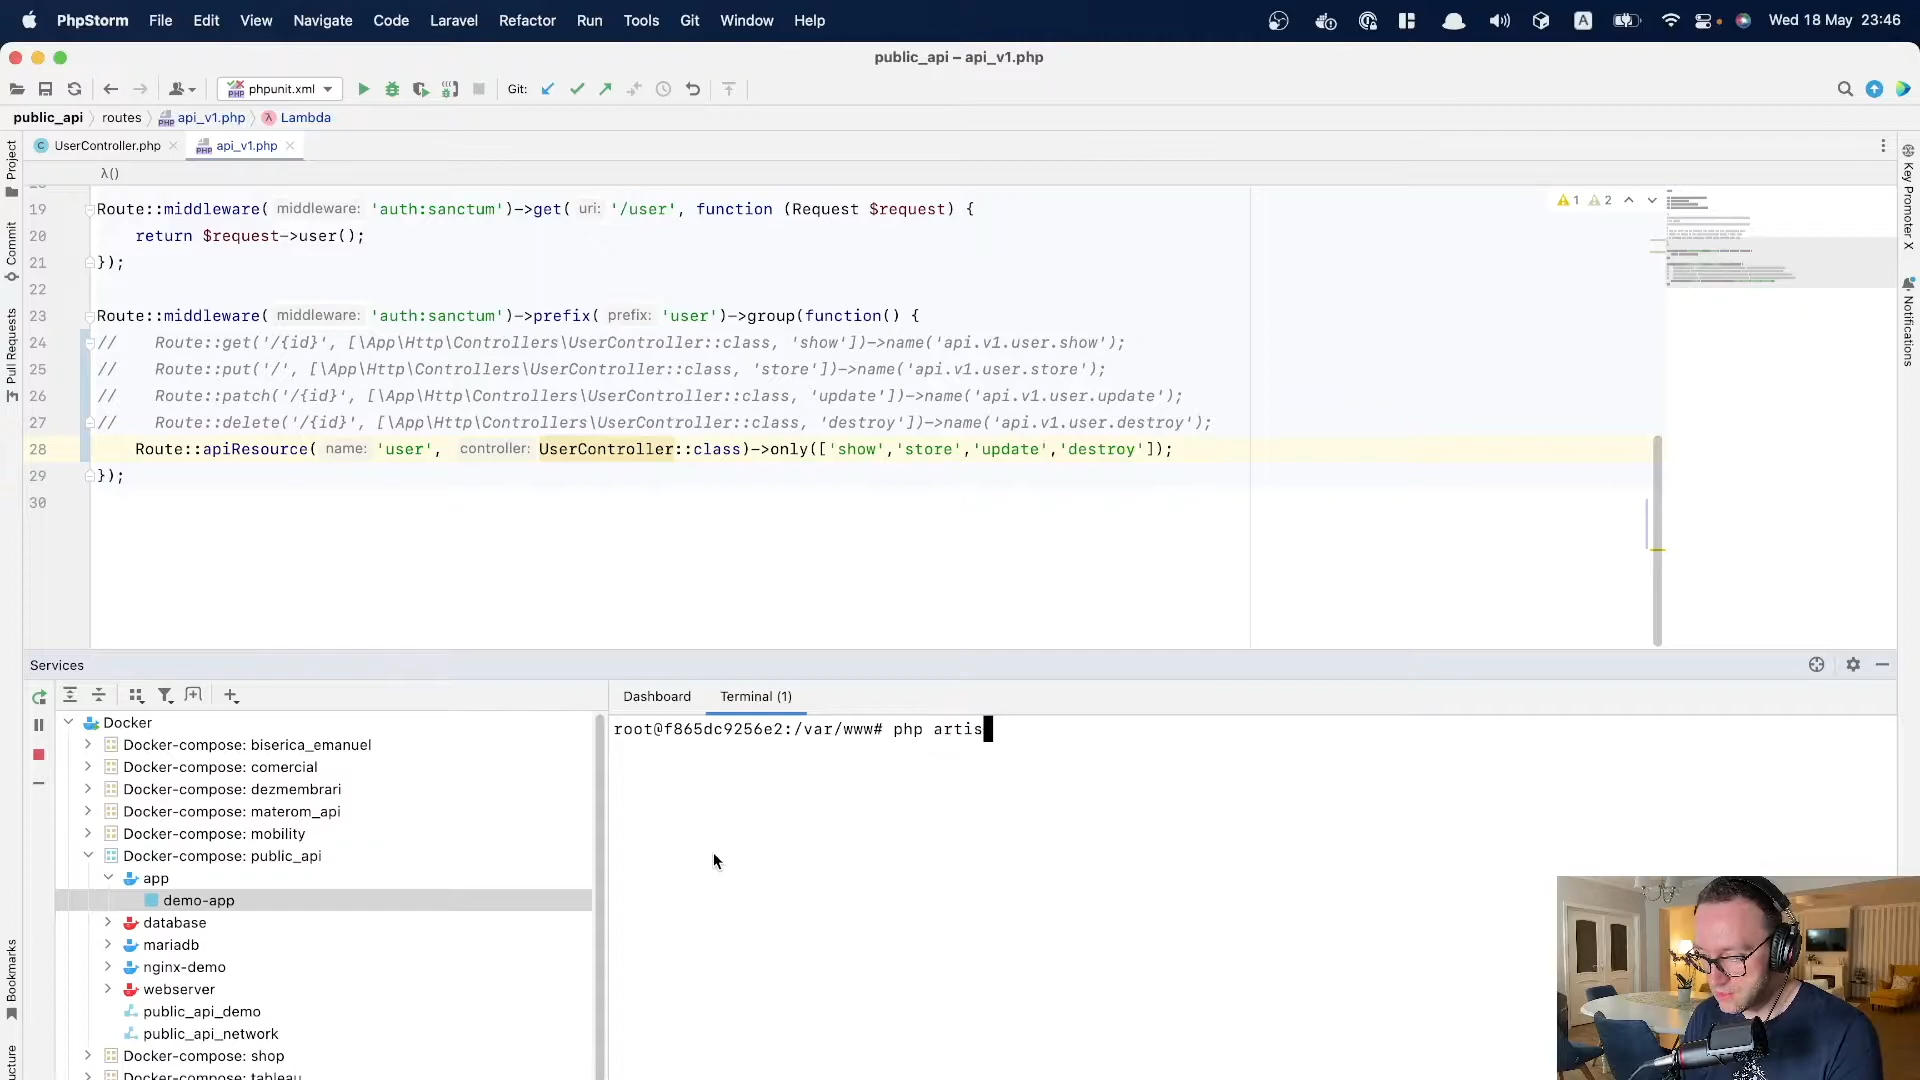 PhpStorm File Edit View Navigate Code Laravel Refactor Run Tools Git Window Help A Wed 18 May 23:46
public_api – api_v1.php
phpunit.xml Git:
public_api routes api_v1.php λ Lambda
UserController.php api_v1.php
λ()
19 Route::middleware( middleware: 'auth:sanctum')->get( uri: '/user', function (Request $request) {
20 return $request->user();
21 });
22
23 Route::middleware( middleware: 'auth:sanctum')->prefix( prefix: 'user')->group(function() {
24 // Route::get('/{id}', [\App\Http\Controllers\UserController::class, 'show'])->name('api.v1.user.show');
25 // Route::put('/', [\App\Http\Controllers\UserController::class, 'store'])->name('api.v1.user.store');
26 // Route::patch('/{id}', [\App\Http\Controllers\UserController::class, 'update'])->name('api.v1.user.update');
27 // Route::delete('/{id}', [\App\Http\Controllers\UserController::class, 'destroy'])->name('api.v1.user.destroy');
28 Route::apiResource( name: 'user', controller: UserController::class)->only(['show','store','update','destroy']);
29 });
30
1 2
Project
Commit
Pull Requests
Bookmarks
Key Promoter X
Notifications
Services
Dashboard Terminal (1)
Docker
Docker-compose: biserica_emanuel
Docker-compose: comercial
Docker-compose: dezmembrari
Docker-compose: materom_api
Docker-compose: mobility
Docker-compose: public_api
app
demo-app
database
mariadb
nginx-demo
webserver
public_api_demo
public_api_network
Docker-compose: shop
Docker-compose: tableau
root@f865dc9256e2:/var/www# php artis